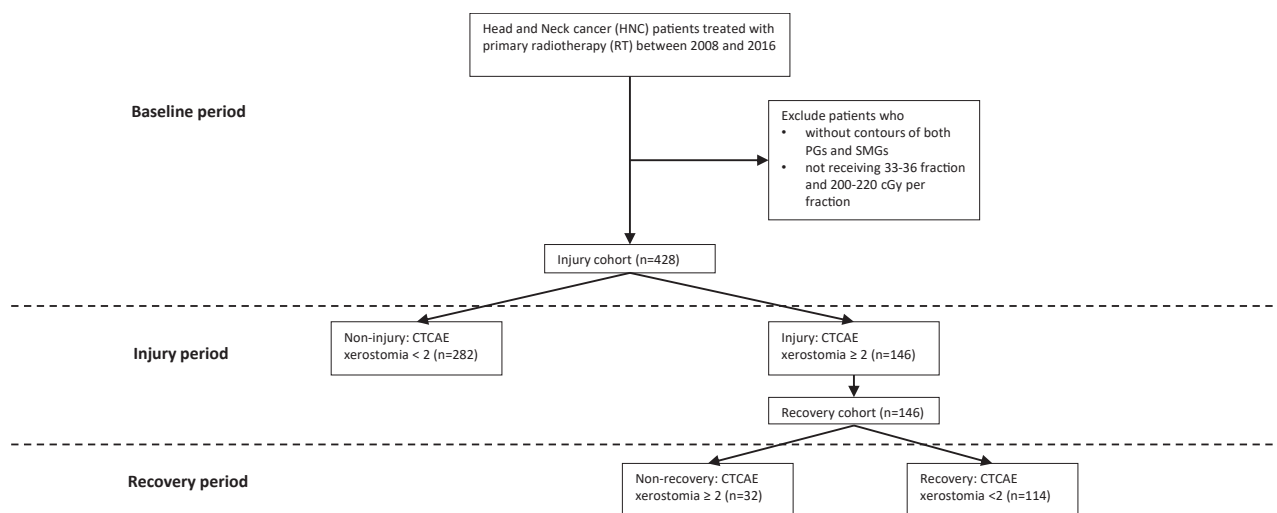 Head and Neck cancer (HNC) patients treated with
primary radiotherapy (RT) between 2008 and 2016
Baseline period
Exclude patients who
• without contours of both
PGs and SMGs
• not receiving 33-36 fraction
and 200-220 cGy per
fraction
Injury cohort (n=428)
Injury period
Non-injury: CTCAE
xerostomia < 2 (n=282)
Injury: CTCAE
xerostomia ≥ 2 (n=146)
Recovery cohort (n=146)
Recovery period
Non-recovery: CTCAE
xerostomia ≥ 2 (n=32)
Recovery: CTCAE
xerostomia <2 (n=114)